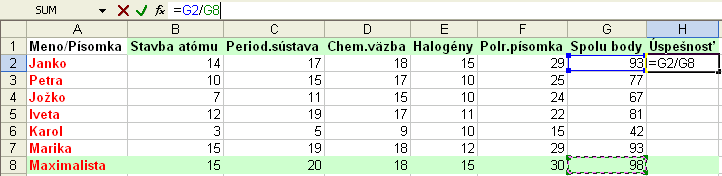 SUM =G2/G8
A B C D E F G H
1 Meno/Písomka Stavba atómu Period.sústava Chem.väzba Halogény Polr.písomka Spolu body Úspešnosť
2 Janko 14 17 18 15 29 93 =G2/G8
3 Petra 10 15 17 10 25 77
4 Jožko 7 11 15 10 24 67
5 Iveta 12 19 17 11 22 81
6 Karol 3 5 9 10 15 42
7 Marika 15 19 18 12 29 93
8 Maximalista 15 20 18 15 30 98